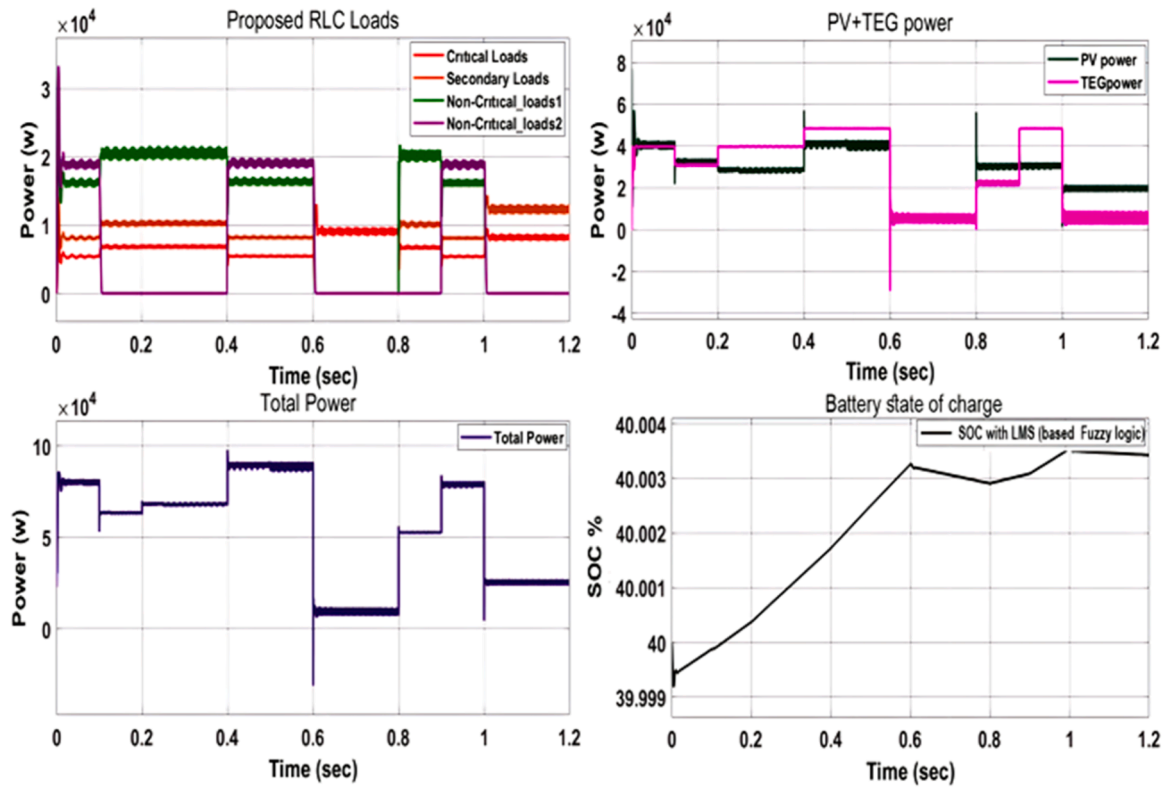 Proposed RLC Loads
×10⁴
Critical Loads
Secondary Loads
Non-Critical_loads1
Non-Critical_loads2
3
2
1
0
Power (w)
0 0.2 0.4 0.6 0.8 1 1.2
Time (sec)
PV+TEG power
×10⁴
PV power
TEGpower
8
6
4
2
0
-2
-4
Power (w)
0 0.2 0.4 0.6 0.8 1 1.2
Time (sec)
Total Power
×10⁴
Total Power
10
5
0
Power (w)
0 0.2 0.4 0.6 0.8 1 1.2
Time (sec)
Battery state of charge
SOC with LMS (based Fuzzy logic)
40.004
40.003
40.002
40.001
40
39.999
SOC %
0 0.2 0.4 0.6 0.8 1 1.2
Time (sec)